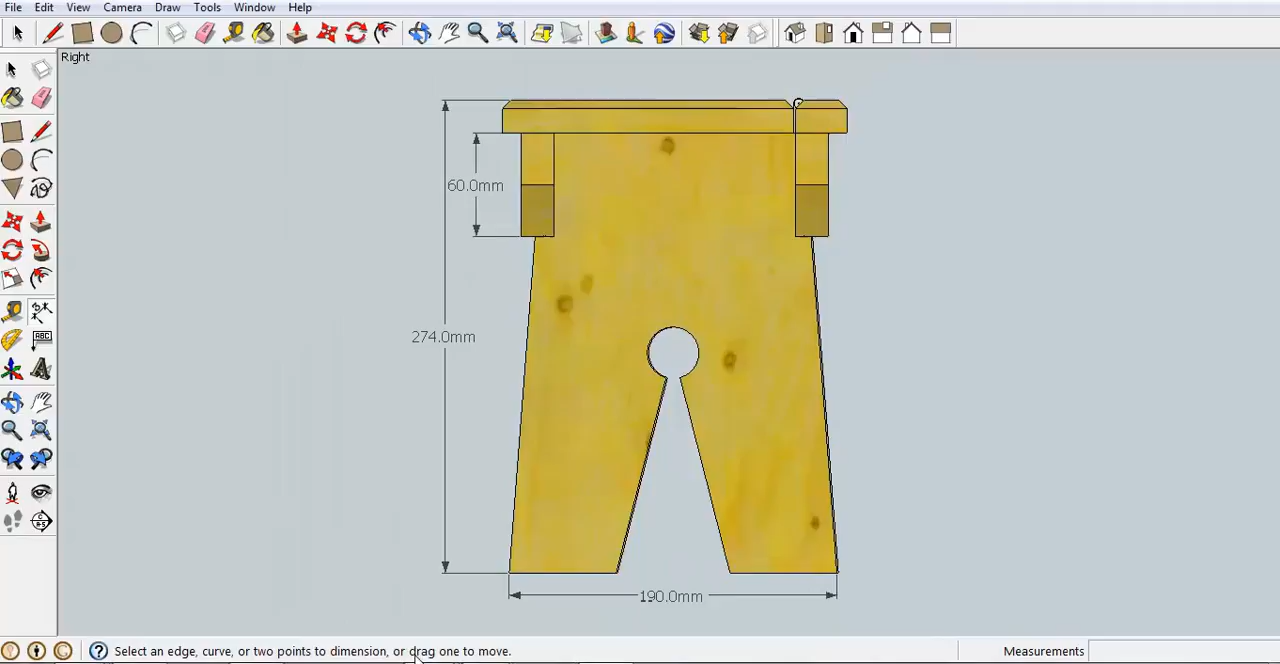 File Edit View Camera Draw Tools Window Help
Right
60.0mm
274.0mm
190.0mm
Select an edge, curve, or two points to dimension, or drag one to move.
Measurements